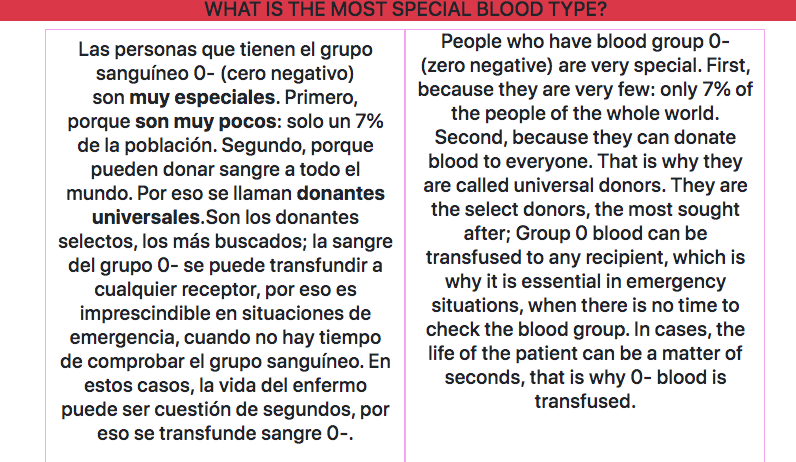 WHAT IS THE MOST SPECIAL BLOOD TYPE?
Las personas que tienen el grupo
sanguíneo 0- (cero negativo)
son muy especiales. Primero,
porque son muy pocos: solo un 7%
de la población. Segundo, porque
pueden donar sangre a todo el
mundo. Por eso se llaman donantes
universales.Son los donantes
selectos, los más buscados; la sangre
del grupo 0- se puede transfundir a
cualquier receptor, por eso es
imprescindible en situaciones de
emergencia, cuando no hay tiempo
de comprobar el grupo sanguíneo. En
estos casos, la vida del enfermo
puede ser cuestión de segundos, por
eso se transfunde sangre 0-.
People who have blood group 0-
(zero negative) are very special. First,
because they are very few: only 7% of
the people of the whole world.
Second, because they can donate
blood to everyone. That is why they
are called universal donors. They are
the select donors, the most sought
after; Group 0 blood can be
transfused to any recipient, which is
why it is essential in emergency
situations, when there is no time to
check the blood group. In cases, the
life of the patient can be a matter of
seconds, that is why 0- blood is
transfused.